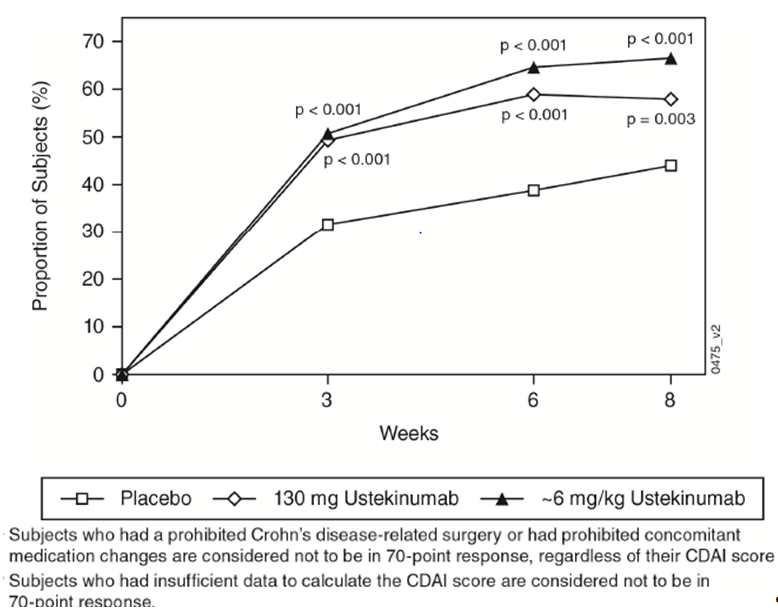 70
60
50
40
30
20
10
0
Proportion of Subjects (%)
p < 0.001
p < 0.001
p < 0.001
p < 0.001
p < 0.001
p = 0.003
0 3 6 8
Weeks
0475_v2
Placebo 130 mg Ustekinumab ~6 mg/kg Ustekinumab
Subjects who had a prohibited Crohn's disease-related surgery or had prohibited concomitant
medication changes are considered not to be in 70-point response, regardless of their CDAI score
Subjects who had insufficient data to calculate the CDAI score are considered not to be in
70-point response.